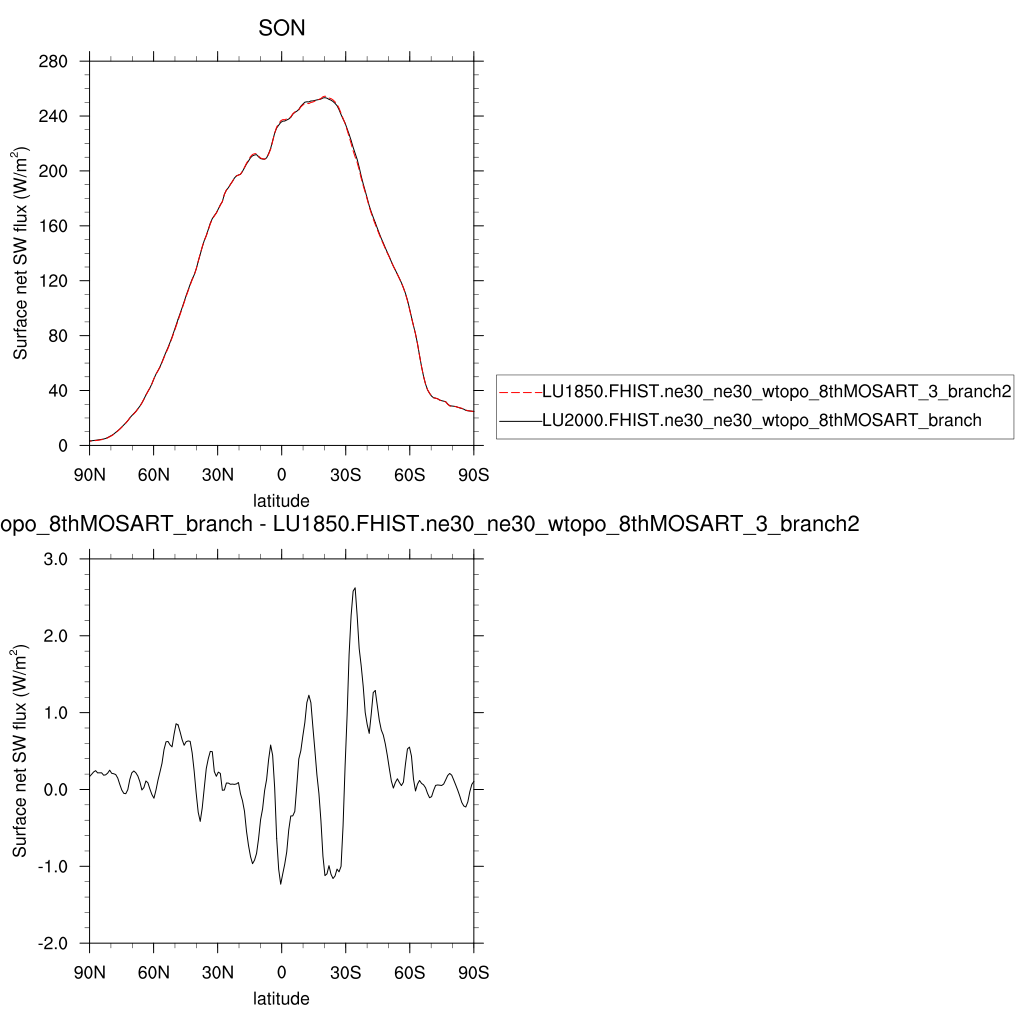 SON
280
240
200
160
120
80
40
0
Surface net SW flux (W/m²)
90N 60N 30N 0 30S 60S 90S
latitude
LU1850.FHIST.ne30_ne30_wtopo_8thMOSART_3_branch2
LU2000.FHIST.ne30_ne30_wtopo_8thMOSART_branch
opo_8thMOSART_branch - LU1850.FHIST.ne30_ne30_wtopo_8thMOSART_3_branch2
3.0
2.0
1.0
0.0
-1.0
-2.0
Surface net SW flux (W/m²)
90N 60N 30N 0 30S 60S 90S
latitude